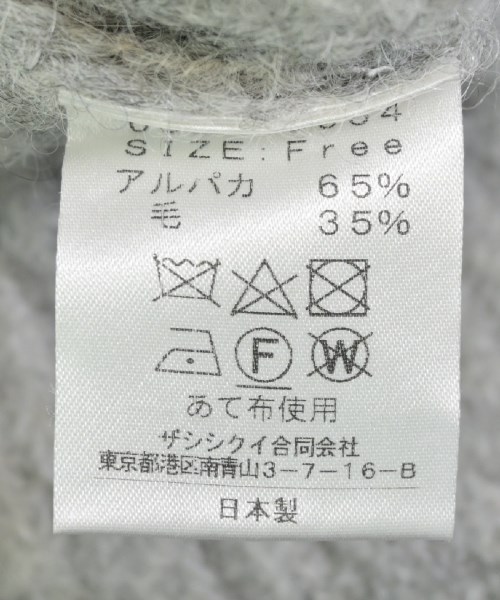 SIZE:Free
アルパカ 65%
毛 35%
F W
あて布使用
ザシシクイ合同会社
東京都港区南青山3-7-16-B
日本製